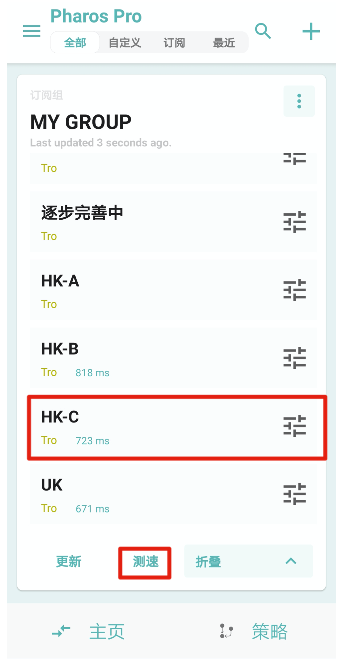 Pharos Pro
全部 自定义 订阅 最近
订阅组
MY GROUP
Last updated 3 seconds ago.
Tro
逐步完善中
Tro
HK-A
Tro
HK-B
Tro 818 ms
HK-C
Tro 723 ms
UK
Tro 671 ms
更新 测速 折叠
主页 策略